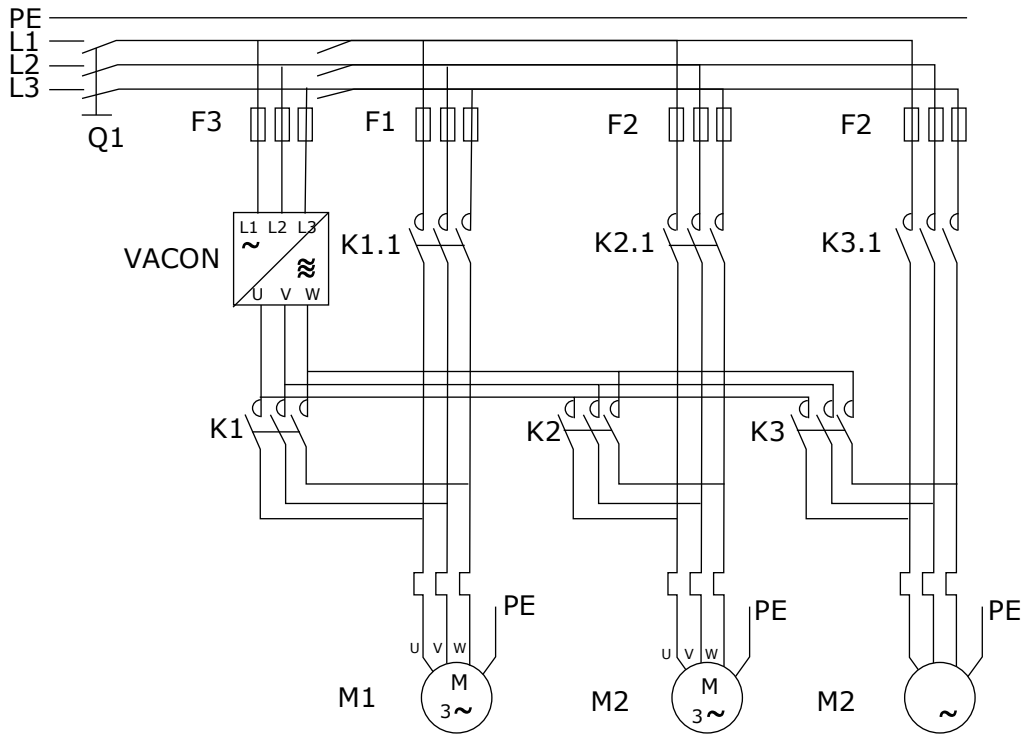 PE
L1
L2
L3
Q1
F3
F1
F2
F2
L1 L2 L3
~
VACON
K1.1
K2.1
K3.1
U V W
K1
K2
K3
PE
PE
PE
U V W
U V W
M1
M
3~
M2
M
3~
M2
~